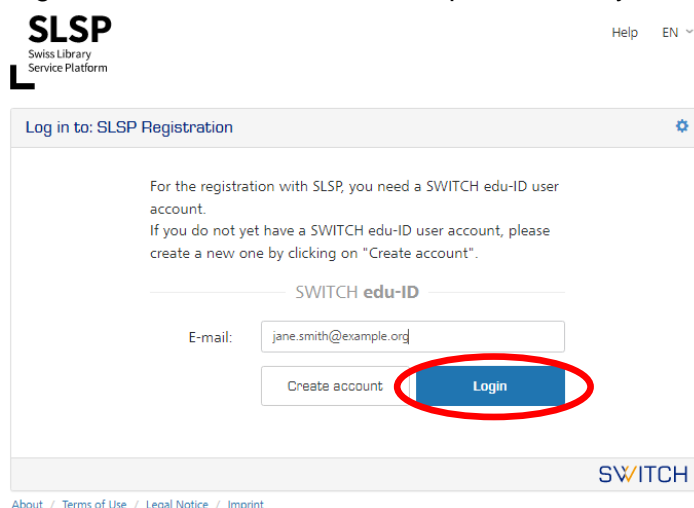 SLSP
Swiss Library
Service Platform
Help EN
Log in to: SLSP Registration
For the registration with SLSP, you need a SWITCH edu-ID user
account.
If you do not yet have a SWITCH edu-ID user account, please
create a new one by clicking on "Create account".
SWITCH edu-ID
E-mail: jane.smith@example.org
Create account Login
SWITCH
About / Terms of Use / Legal Notice / Imprint